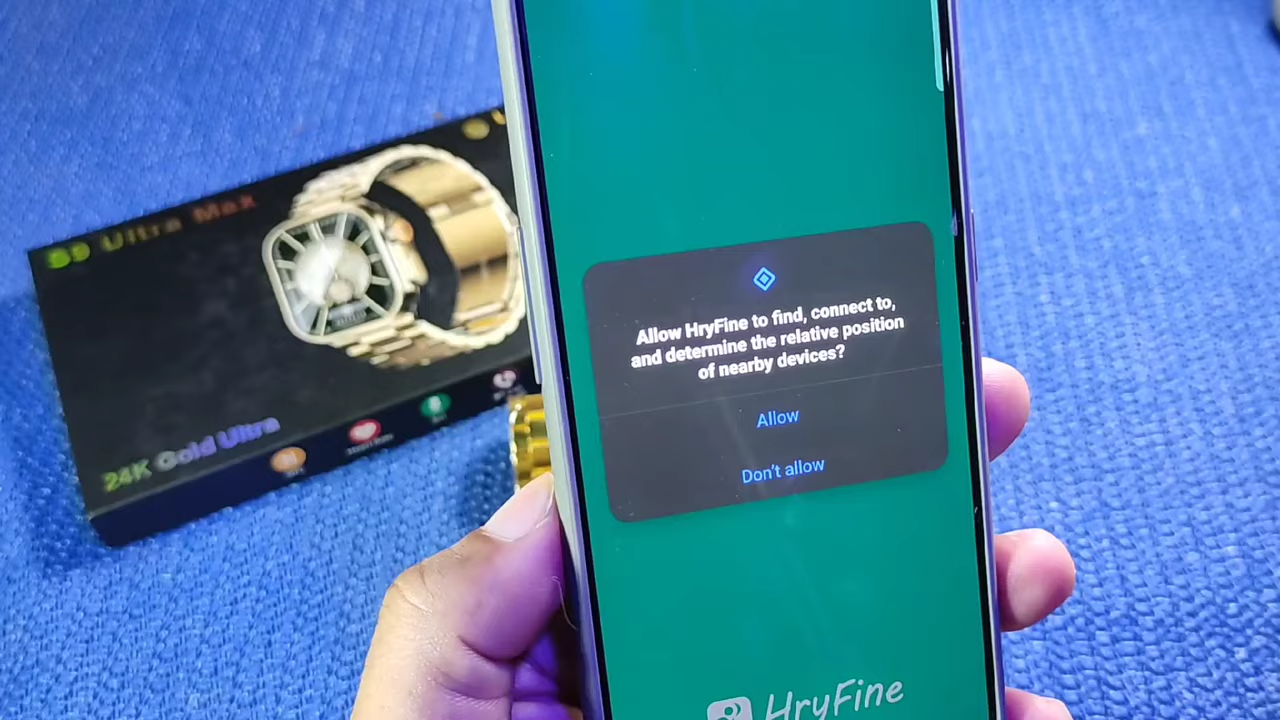 S9 Ultra Max
24K Gold Ultra
Allow HryFine to find, connect to,
and determine the relative position
of nearby devices?
Allow
Don't allow
HryFine